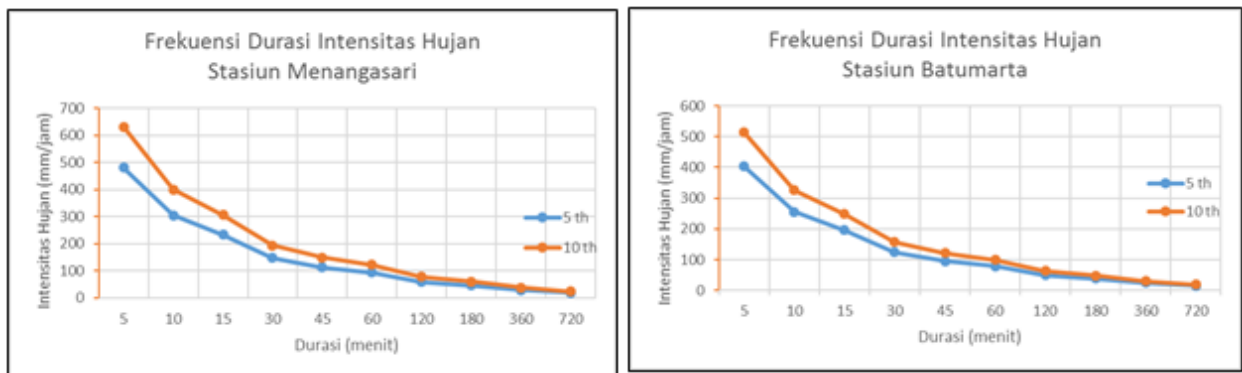 Frekuensi Durasi Intensitas Hujan
Stasiun Menangasari
Intensitas Hujan (mm/jam)
700
600
500
400
300
200
100
0
5 th
10 th
5 10 15 30 45 60 120 180 360 720
Durasi (menit)
Frekuensi Durasi Intensitas Hujan
Stasiun Batumarta
Intensitas Hujan (mm/jam)
600
500
400
300
200
100
0
5 th
10 th
5 10 15 30 45 60 120 180 360 720
Durasi (menit)